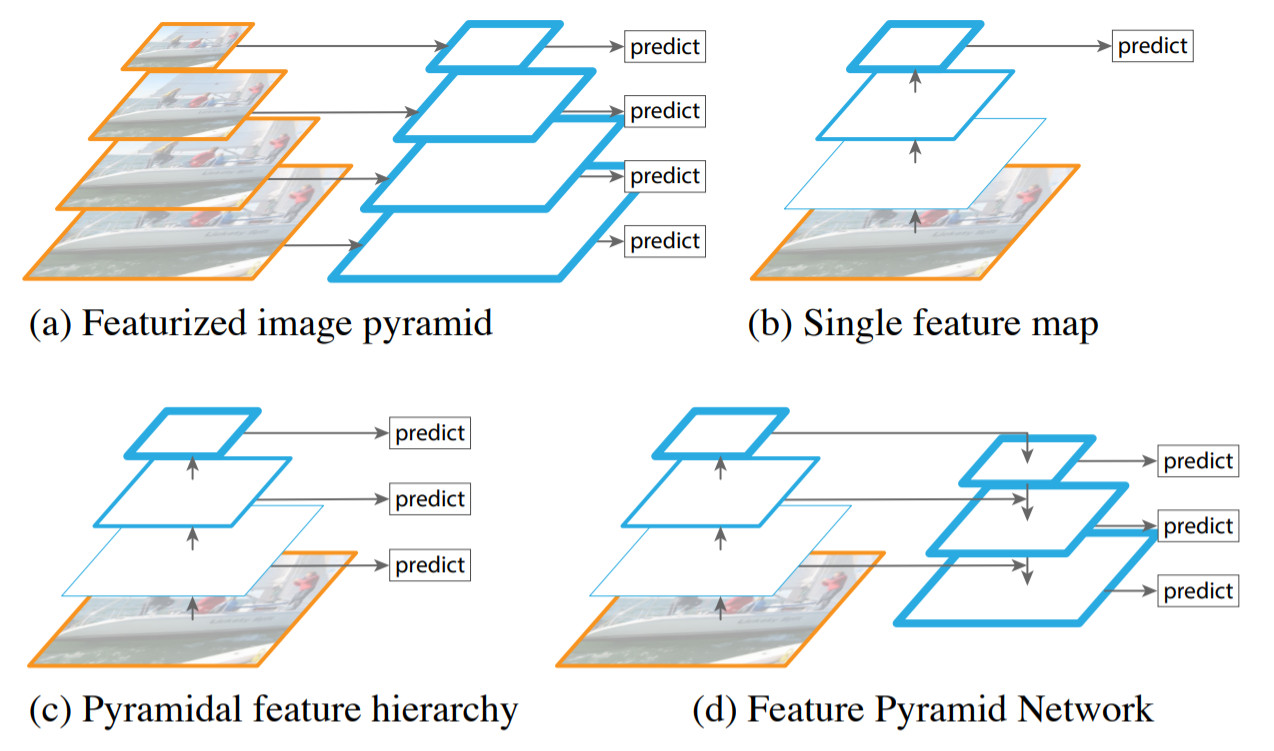 predict
predict
predict
predict
(a) Featurized image pyramid
predict
(b) Single feature map
predict
predict
predict
(c) Pyramidal feature hierarchy
predict
predict
predict
(d) Feature Pyramid Network